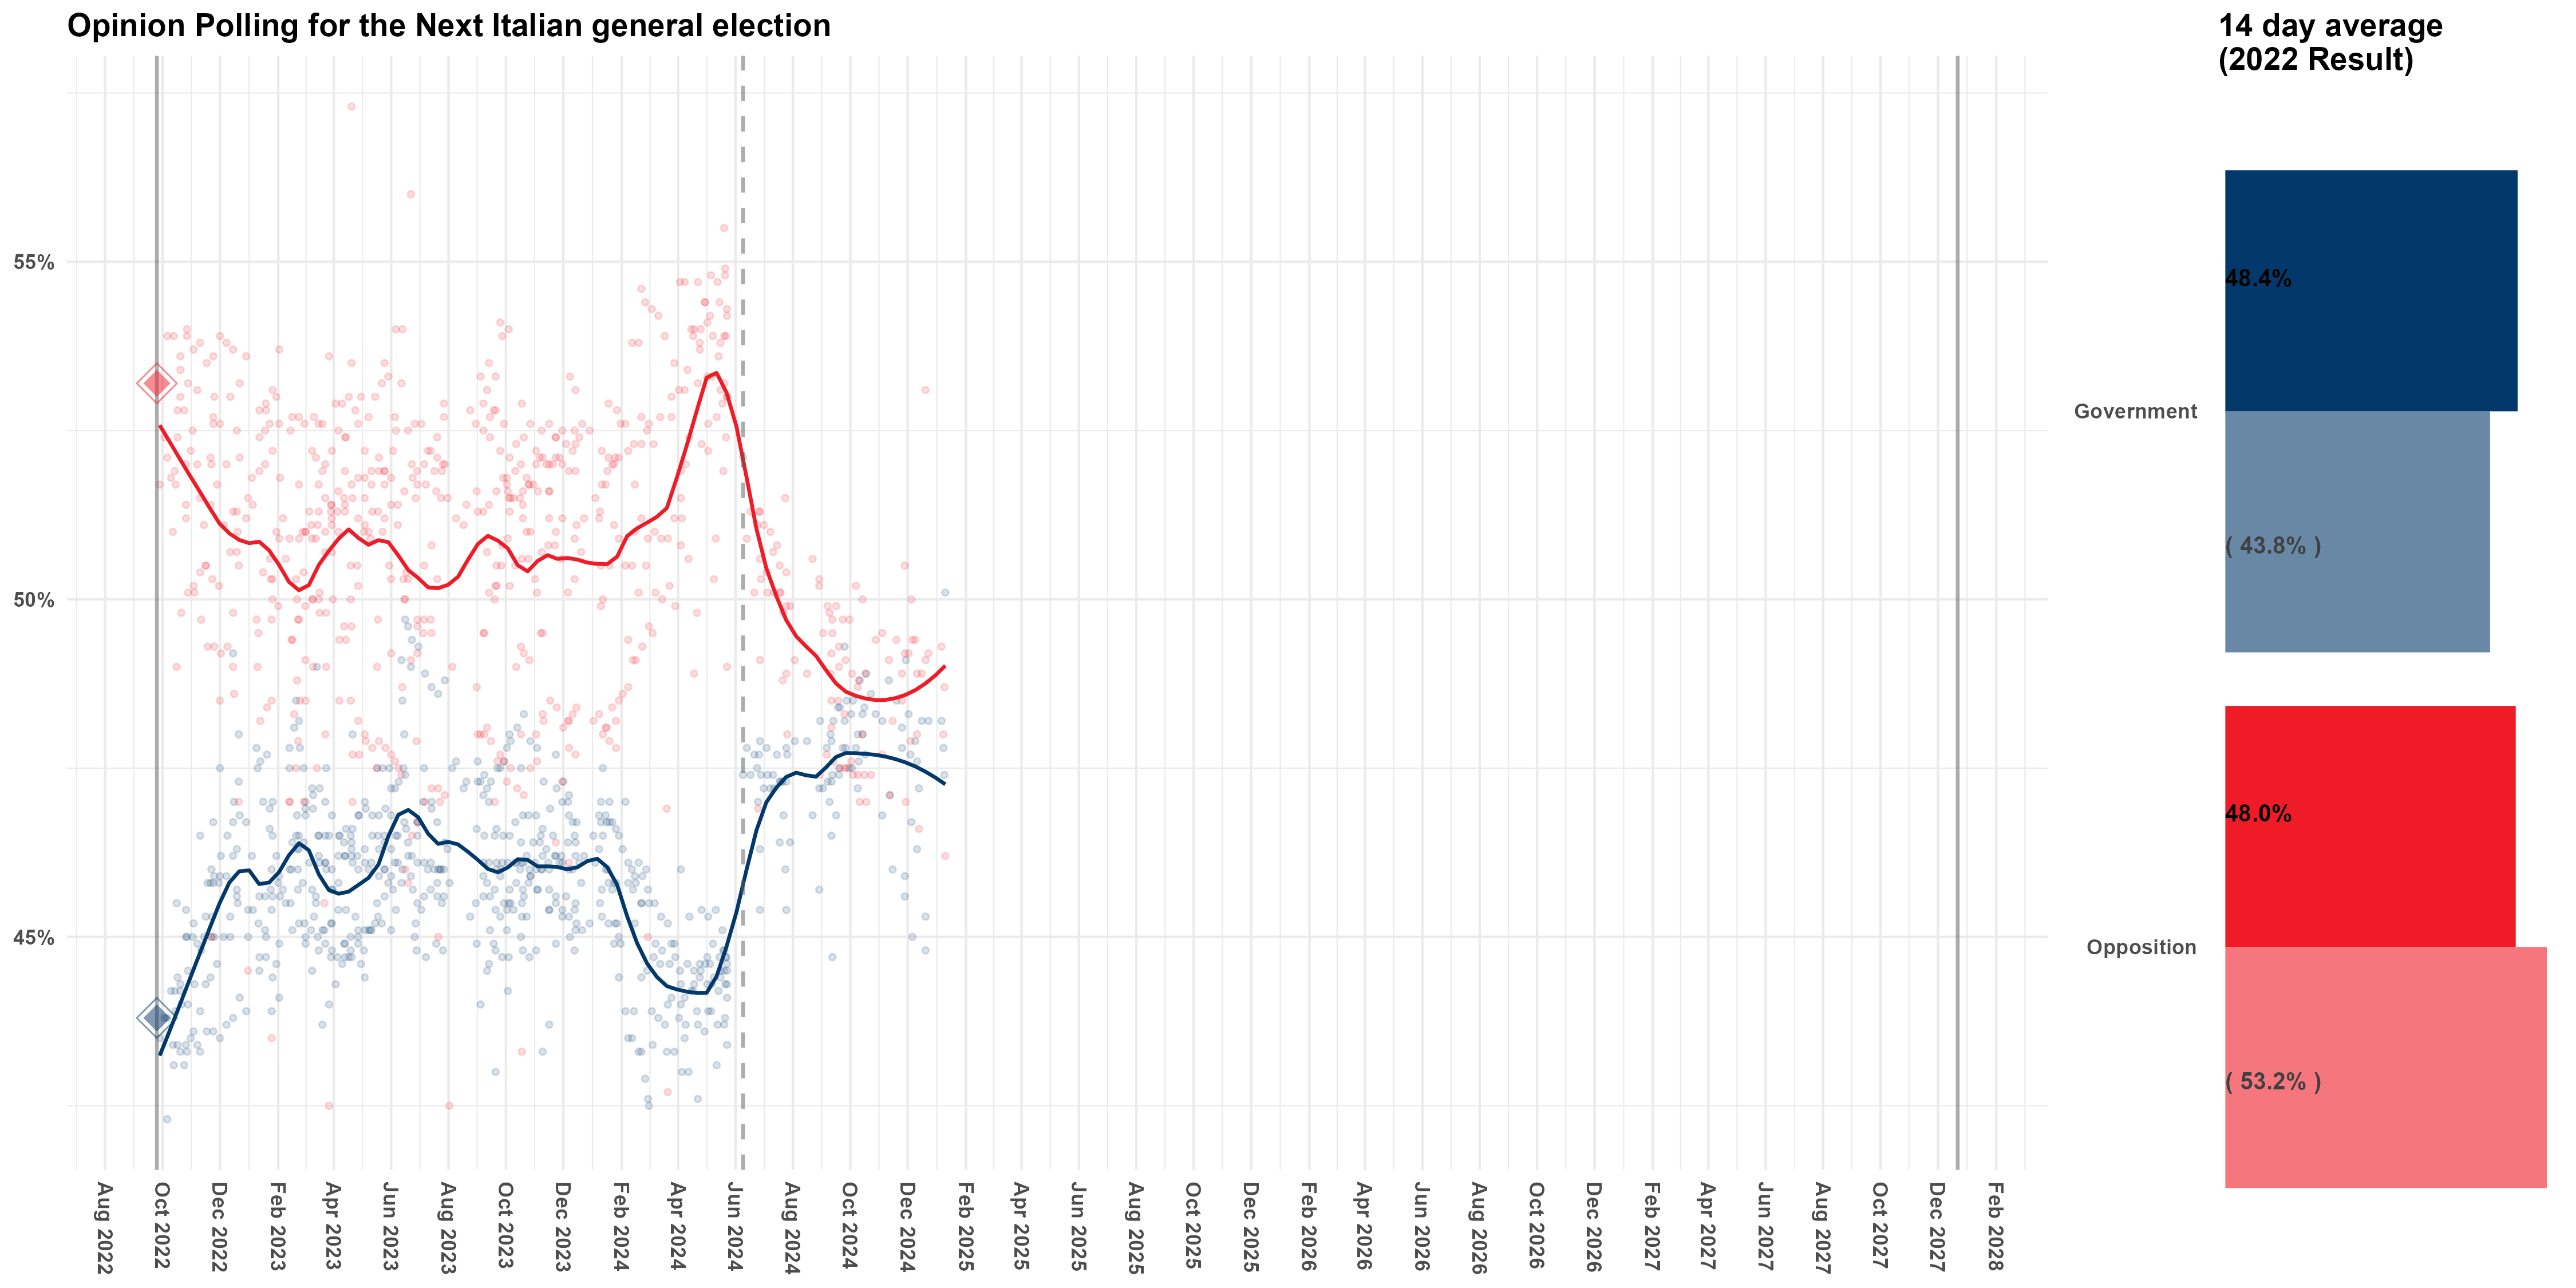 Opinion Polling for the Next Italian general election
14 day average
(2022 Result)
55%
50%
45%
Aug 2022
Oct 2022
Dec 2022
Feb 2023
Apr 2023
Jun 2023
Aug 2023
Oct 2023
Dec 2023
Feb 2024
Apr 2024
Jun 2024
Aug 2024
Oct 2024
Dec 2024
Feb 2025
Apr 2025
Jun 2025
Aug 2025
Oct 2025
Dec 2025
Feb 2026
Apr 2026
Jun 2026
Aug 2026
Oct 2026
Dec 2026
Feb 2027
Apr 2027
Jun 2027
Aug 2027
Oct 2027
Dec 2027
Feb 2028
Government
48.4%
( 43.8% )
Opposition
48.0%
( 53.2% )